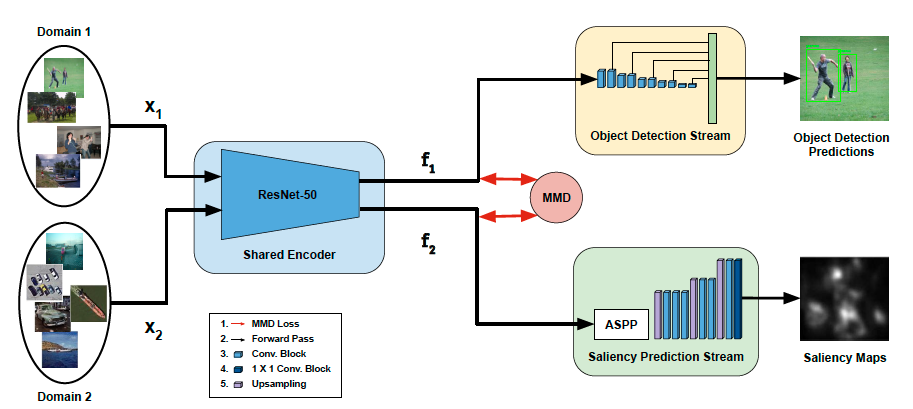 Domain 1
X1
ResNet-50
Shared Encoder
f1
f2
MMD
Object Detection Stream
Object Detection
Predictions
X2
Domain 2
1. MMD Loss
2. Forward Pass
3. Conv. Block
4. 1 X 1 Conv. Block
5. Upsampling
ASPP
Saliency Prediction Stream
Saliency Maps